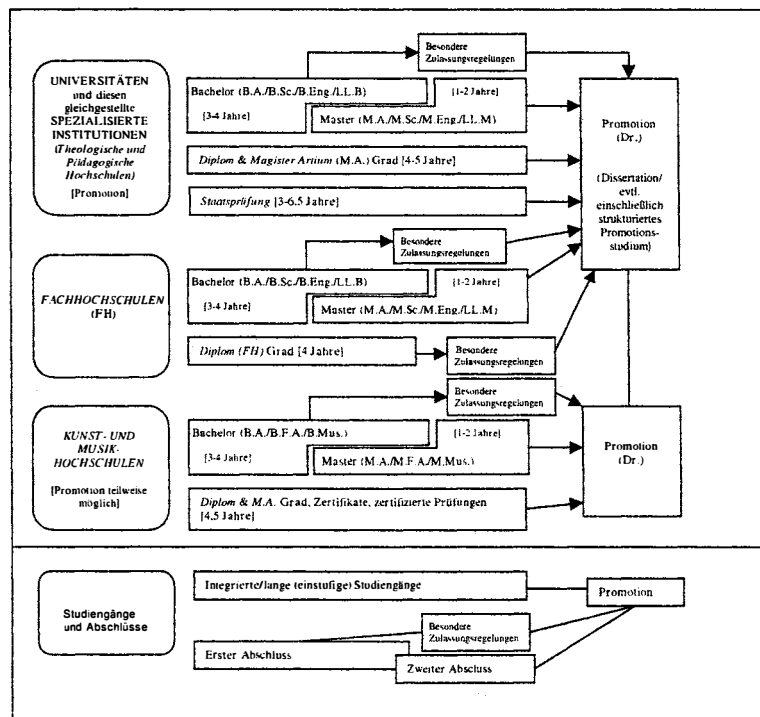 Besondere
Zulassungsregelungen
UNIVERSITÄTEN
und diesen
gleichgestellte
SPEZIALISIERTE
INSTITUTIONEN
(Theologische und
Pädagogische
Hochschulen)
[Promotion]
Bachelor (B.A./B.Sc./B.Eng./LL.B)
[3-4 Jahre]
[1-2 Jahre]
Master (M.A./M.Sc./M.Eng./LL.M)
Diplom & Magister Artium (M.A.) Grad [4-5 Jahre]
Staatsprüfung [3-6,5 Jahre]
Promotion
(Dr.)
(Dissertation/
evtl.
einschließlich
strukturiertes
Promotions-
studium)
FACHHOCHSCHULEN
(FH)
Besondere
Zulassungsregelungen
Bachelor (B.A./B.Sc./B.Eng./LL.B)
[3-4 Jahre]
[1-2 Jahre]
Master (M.A./M.Sc./M.Eng./LL.M)
Diplom (FH) Grad [4 Jahre]
Besondere
Zulassungsregelungen
KUNST- UND
MUSIK-
HOCHSCHULEN
[Promotion teilweise
möglich]
Besondere
Zulassungsregelungen
Bachelor (B.A./B.F.A./B.Mus.)
[3-4 Jahre]
[1-2 Jahre]
Master (M.A./M.F.A./M.Mus.)
Diplom & M.A. Grad, Zertifikate, zertifizierte Prüfungen
[4,5 Jahre]
Promotion
(Dr.)
Studiengänge
und Abschlüsse
Integrierte/lange (einstufige) Studiengänge
Promotion
Besondere
Zulassungsregelungen
Erster Abschluss
Zweiter Abscluss